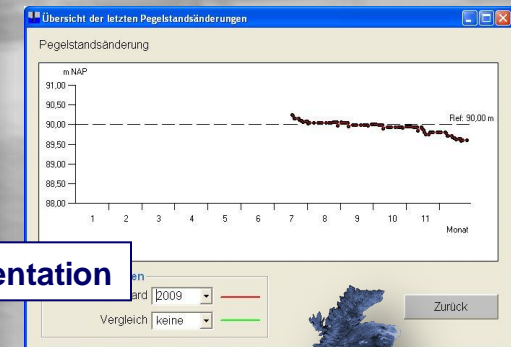 Übersicht der letzten Pegelstandsänderungen
Pegelstandsänderung
m NAP
91,00
90,50
90,00
Ref: 90,00 m
89,50
89,00
88,50
88,00
1 2 3 4 5 6 7 8 9 10 11
Monat
2009
Zurück
Vergleich keine